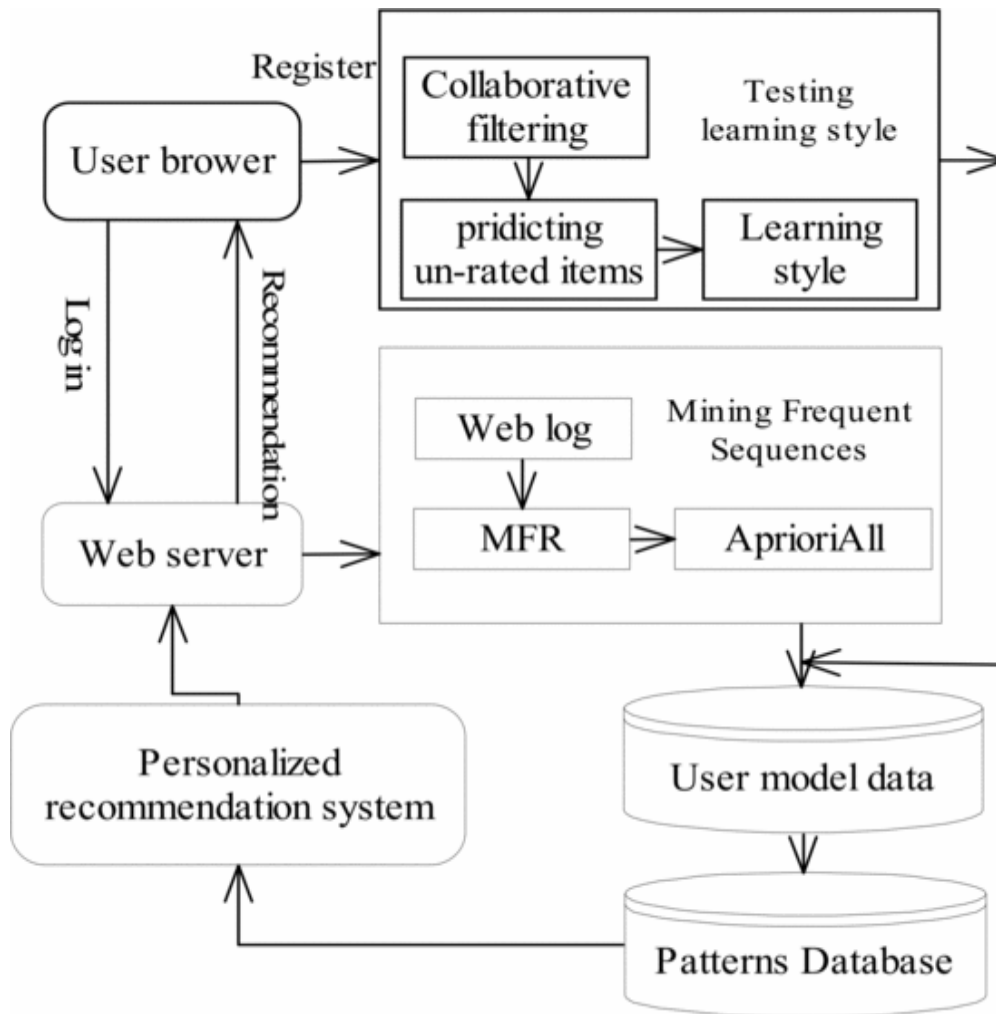 Register
Collaborative
filtering
Testing
learning style
User brower
pridicting
un-rated items
Learning
style
Log in
Recommendation
Mining Frequent
Sequences
Web log
MFR
AprioriAll
Web server
Personalized
recommendation system
User model data
Patterns Database